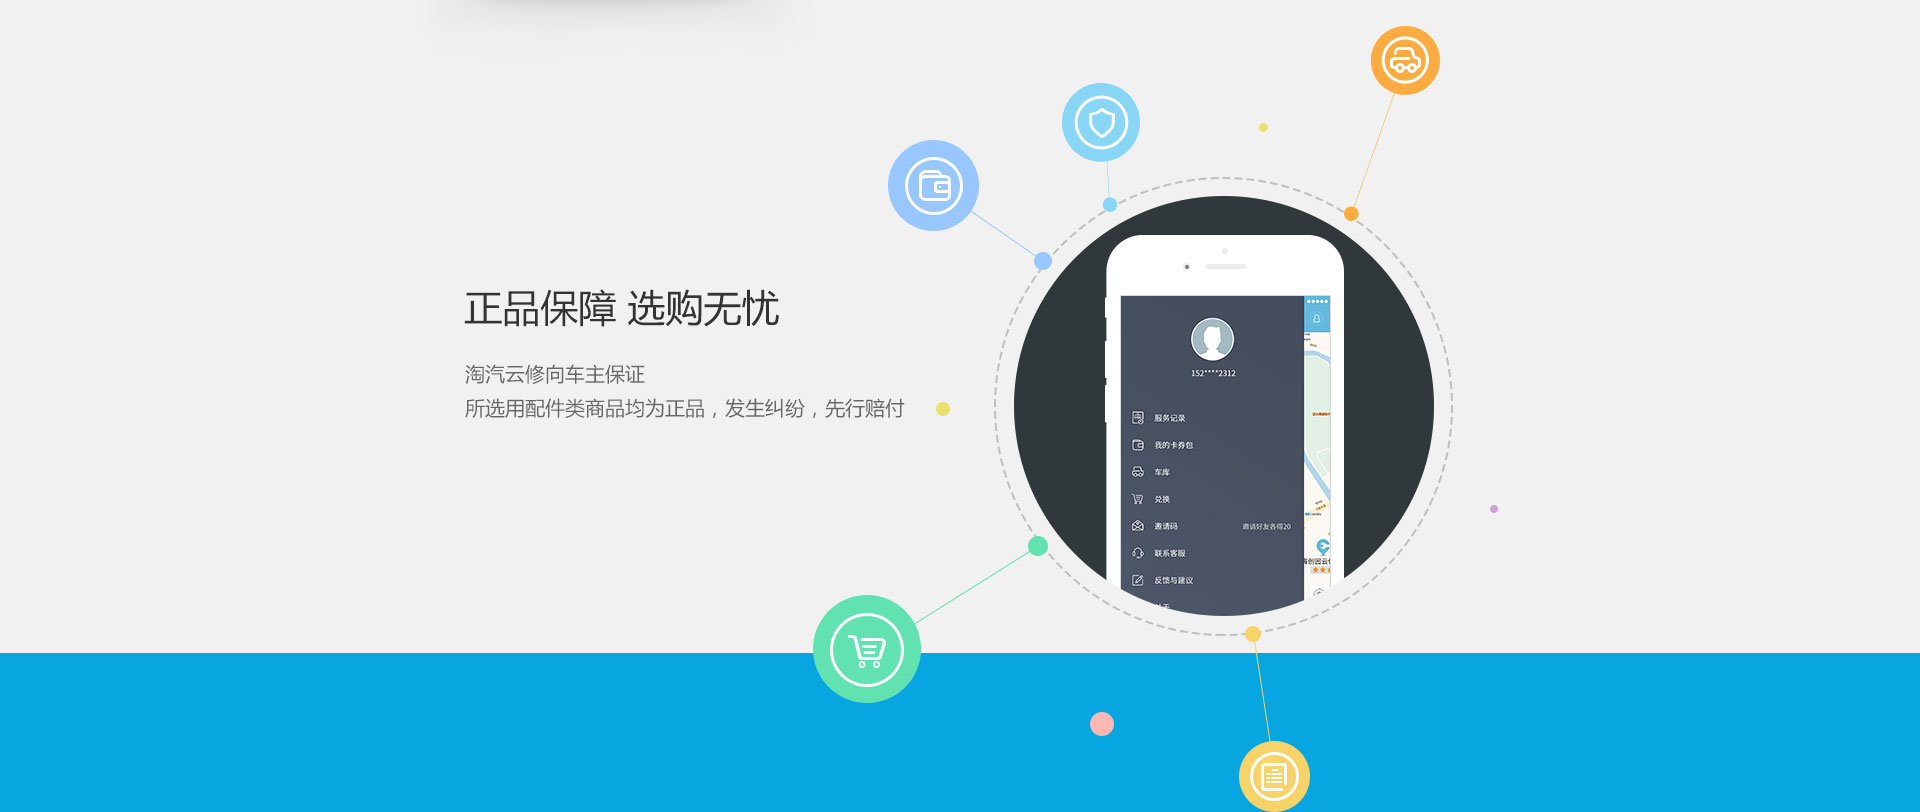 正品保障 选购无忧
淘汽云修向车主保证
所选用配件类商品均为正品，发生纠纷，先行赔付
152****2312
服务记录
我的卡券包
车库
兑换
邀请码 邀请好友各得20
联系客服
反馈与建议